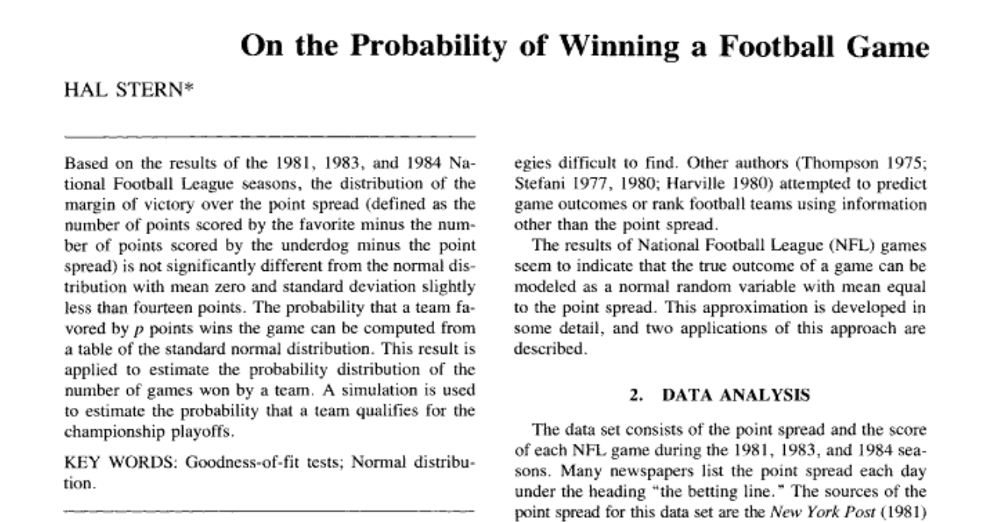 On the Probability of Winning a Football Game
HAL STERN*
Based on the results of the 1981, 1983, and 1984 Na-
tional Football League seasons, the distribution of the
margin of victory over the point spread (defined as the
number of points scored by the favorite minus the num-
ber of points scored by the underdog minus the point
spread) is not significantly different from the normal dis-
tribution with mean zero and standard deviation slightly
less than fourteen points. The probability that a team fa-
vored by p points wins the game can be computed from
a table of the standard normal distribution. This result is
applied to estimate the probability distribution of the
number of games won by a team. A simulation is used
to estimate the probability that a team qualifies for the
championship playoffs.
KEY WORDS: Goodness-of-fit tests; Normal distribu-
tion.
egies difficult to find. Other authors (Thompson 1975;
Stefani 1977, 1980; Harville 1980) attempted to predict
game outcomes or rank football teams using information
other than the point spread.
The results of National Football League (NFL) games
seem to indicate that the true outcome of a game can be
modeled as a normal random variable with mean equal
to the point spread. This approximation is developed in
some detail, and two applications of this approach are
described.
2. DATA ANALYSIS
The data set consists of the point spread and the score
of each NFL game during the 1981, 1983, and 1984 sea-
sons. Many newspapers list the point spread each day
under the heading "the betting line." The sources of the
point spread for this data set are the New York Post (1981)